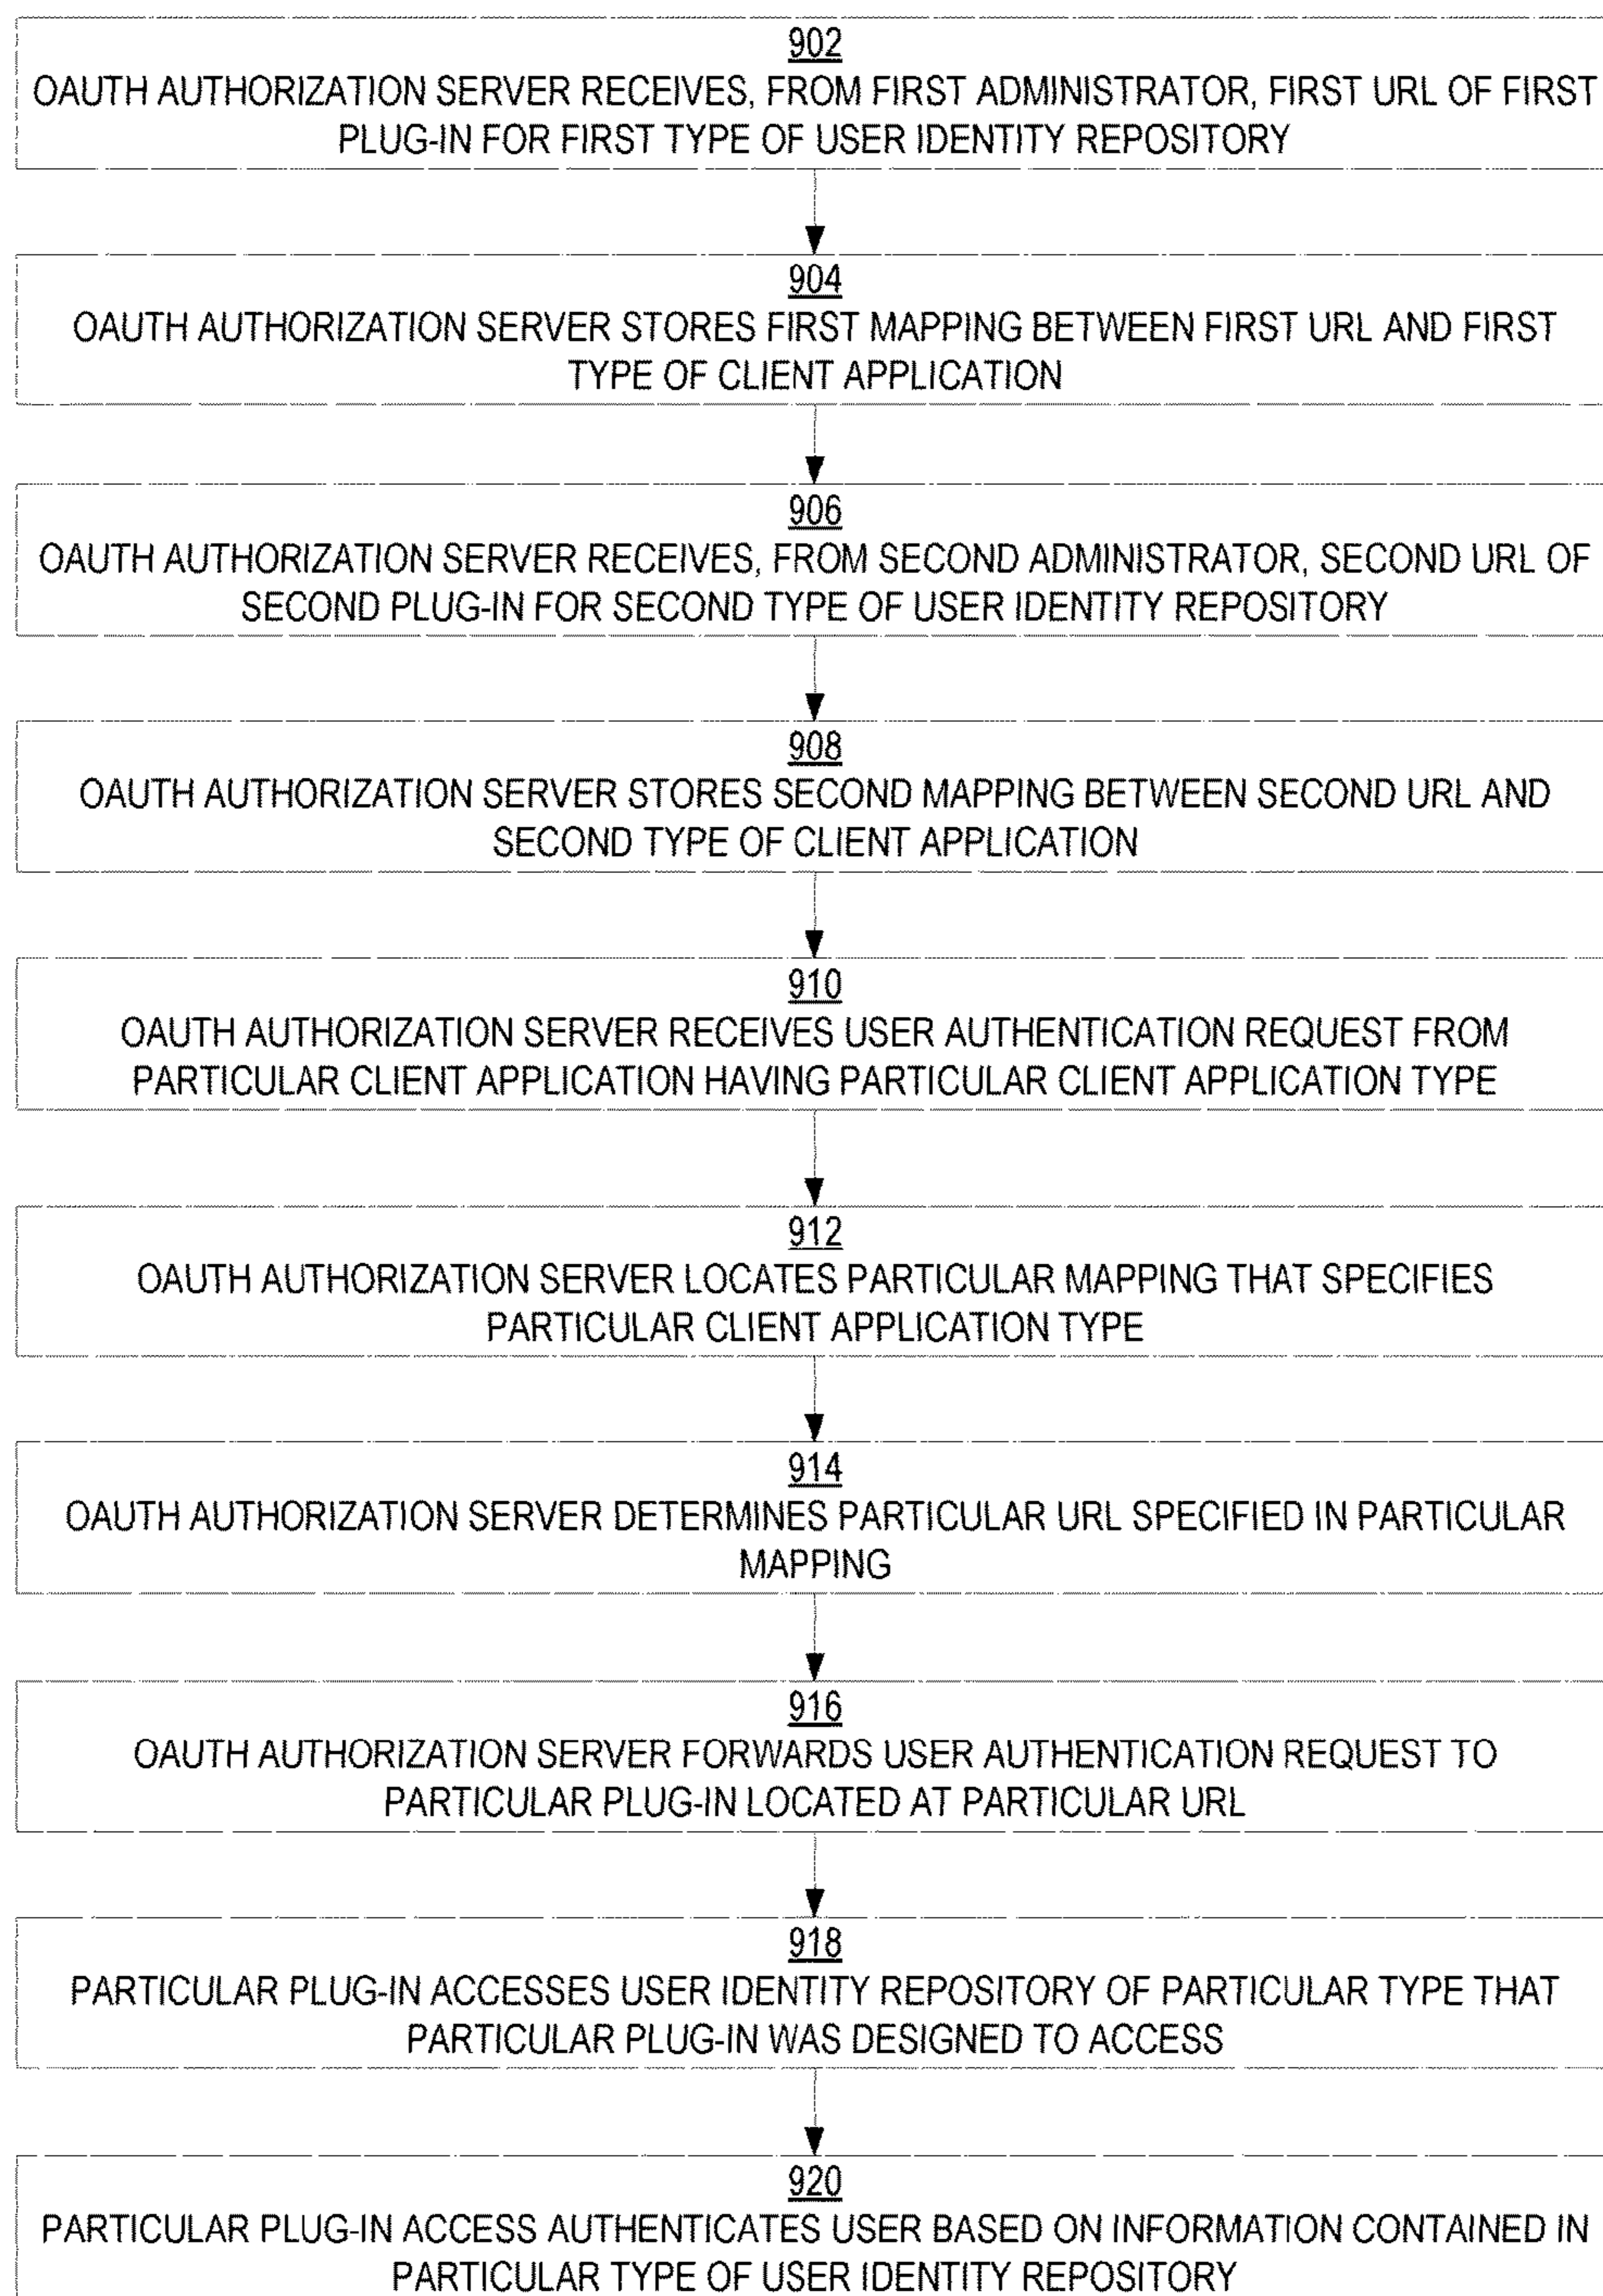 902
OAUTH AUTHORIZATION SERVER RECEIVES, FROM FIRST ADMINISTRATOR, FIRST URL OF FIRST
PLUG-IN FOR FIRST TYPE OF USER IDENTITY REPOSITORY
904
OAUTH AUTHORIZATION SERVER STORES FIRST MAPPING BETWEEN FIRST URL AND FIRST
TYPE OF CLIENT APPLICATION
906
OAUTH AUTHORIZATION SERVER RECEIVES, FROM SECOND ADMINISTRATOR, SECOND URL OF
SECOND PLUG-IN FOR SECOND TYPE OF USER IDENTITY REPOSITORY
908
OAUTH AUTHORIZATION SERVER STORES SECOND MAPPING BETWEEN SECOND URL AND
SECOND TYPE OF CLIENT APPLICATION
910
OAUTH AUTHORIZATION SERVER RECEIVES USER AUTHENTICATION REQUEST FROM
PARTICULAR CLIENT APPLICATION HAVING PARTICULAR CLIENT APPLICATION TYPE
912
OAUTH AUTHORIZATION SERVER LOCATES PARTICULAR MAPPING THAT SPECIFIES
PARTICULAR CLIENT APPLICATION TYPE
914
OAUTH AUTHORIZATION SERVER DETERMINES PARTICULAR URL SPECIFIED IN PARTICULAR
MAPPING
916
OAUTH AUTHORIZATION SERVER FORWARDS USER AUTHENTICATION REQUEST TO
PARTICULAR PLUG-IN LOCATED AT PARTICULAR URL
918
PARTICULAR PLUG-IN ACCESSES USER IDENTITY REPOSITORY OF PARTICULAR TYPE THAT
PARTICULAR PLUG-IN WAS DESIGNED TO ACCESS
920
PARTICULAR PLUG-IN ACCESS AUTHENTICATES USER BASED ON INFORMATION CONTAINED IN
PARTICULAR TYPE OF USER IDENTITY REPOSITORY